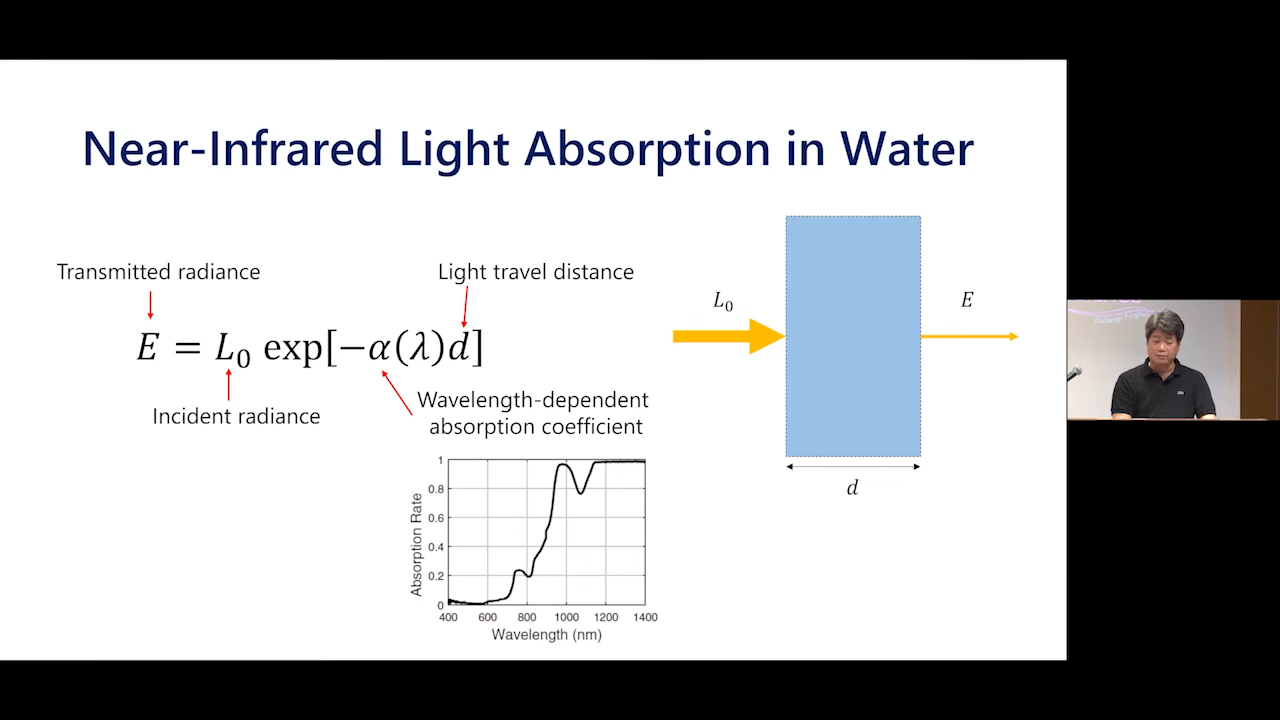 Near-Infrared Light Absorption in Water
Transmitted radiance
Light travel distance
E = L₀ exp[−α(λ)d]
Incident radiance
Wavelength-dependent
absorption coefficient
Absorption Rate
1
0.8
0.6
0.4
0.2
0
400 600 800 1000 1200 1400
Wavelength (nm)
L₀
E
d